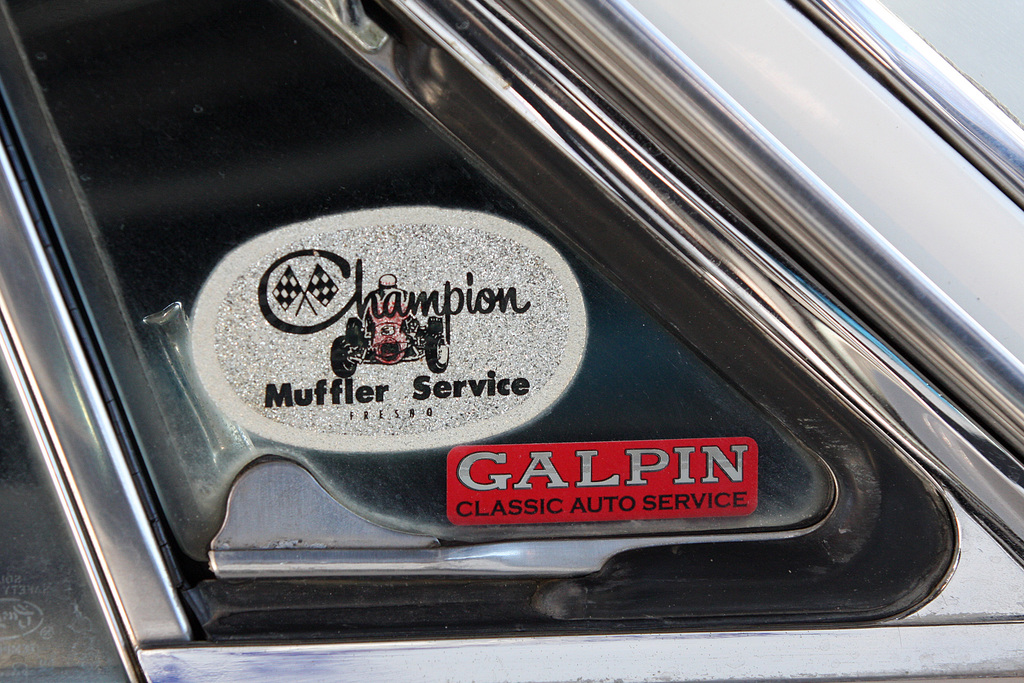 Champion
Muffler Service
FRESNO
GALPIN
CLASSIC AUTO SERVICE